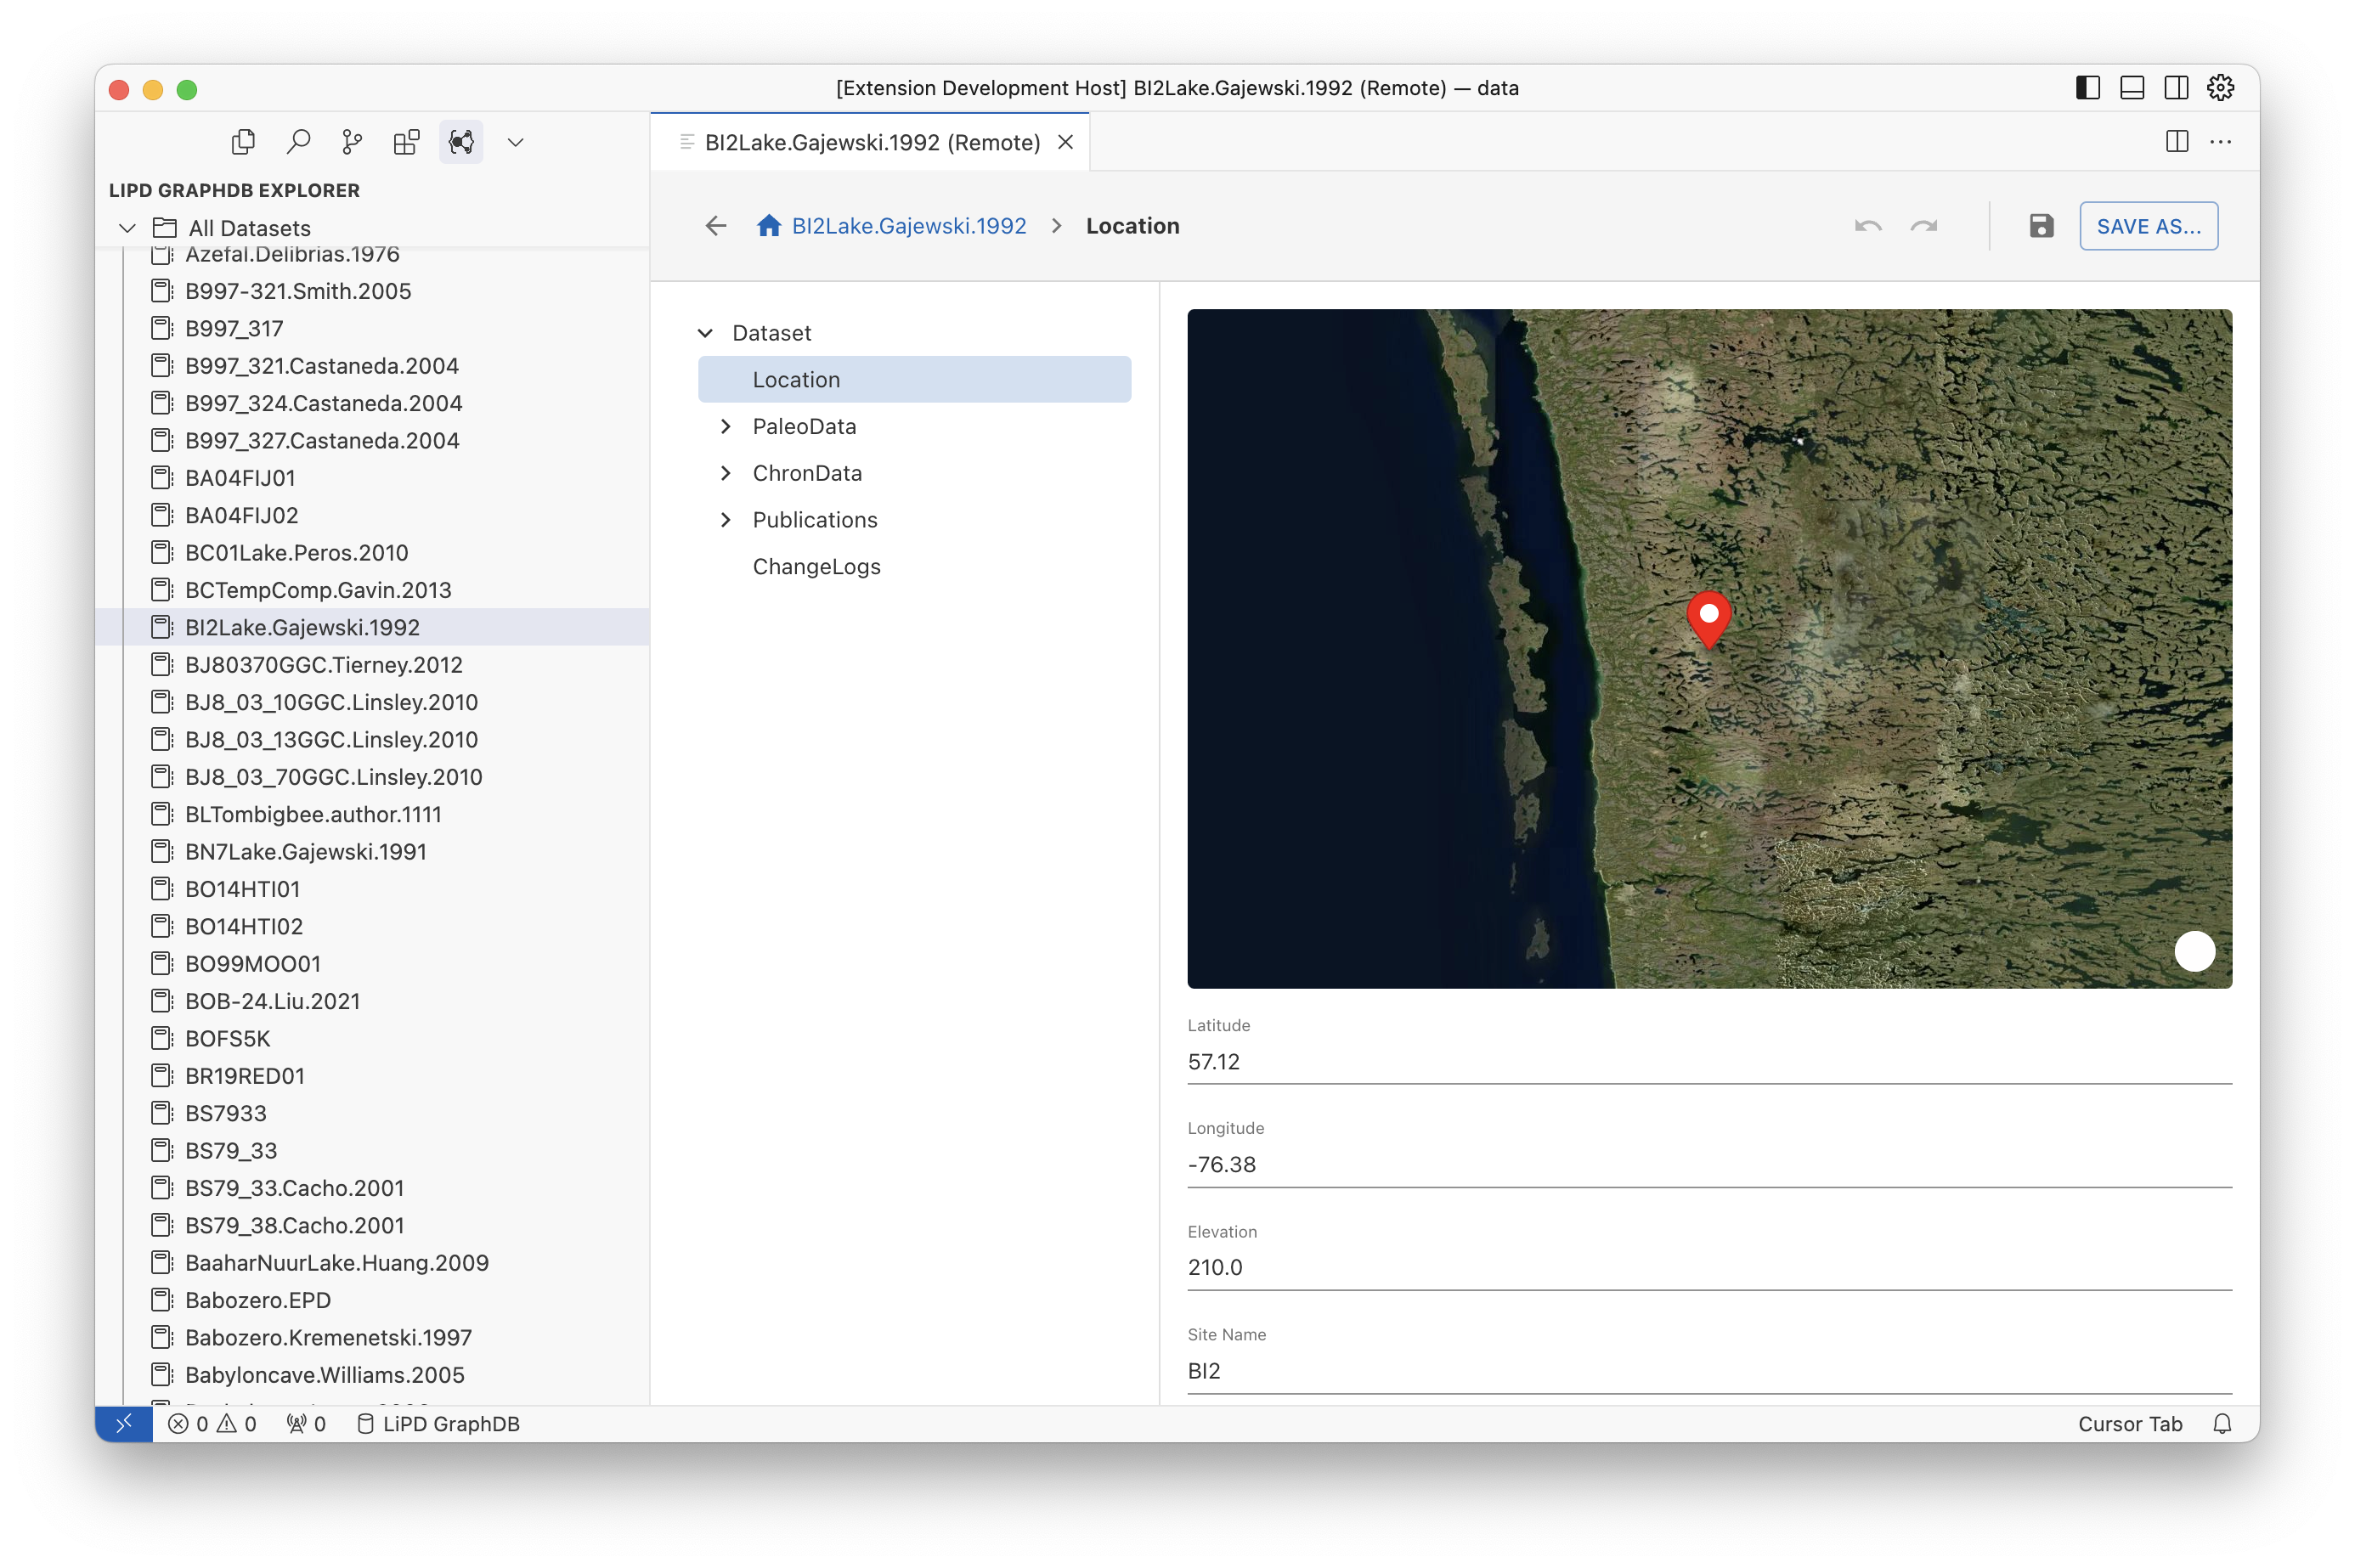 [Extension Development Host] BI2Lake.Gajewski.1992 (Remote) — data
LIPD GRAPHDB EXPLORER
All Datasets
Azefal.Delibrias.1976
B997-321.Smith.2005
B997_317
B997_321.Castaneda.2004
B997_324.Castaneda.2004
B997_327.Castaneda.2004
BA04FIJ01
BA04FIJ02
BC01Lake.Peros.2010
BCTempComp.Gavin.2013
BI2Lake.Gajewski.1992
BJ80370GGC.Tierney.2012
BJ8_03_10GGC.Linsley.2010
BJ8_03_13GGC.Linsley.2010
BJ8_03_70GGC.Linsley.2010
BLTombigbee.author.1111
BN7Lake.Gajewski.1991
BO14HTI01
BO14HTI02
BO99MOO01
BOB-24.Liu.2021
BOFS5K
BR19RED01
BS7933
BS79_33
BS79_33.Cacho.2001
BS79_38.Cacho.2001
BaaharNuurLake.Huang.2009
Babozero.EPD
Babozero.Kremenetski.1997
Babyloncave.Williams.2005
BI2Lake.Gajewski.1992 (Remote)
BI2Lake.Gajewski.1992 > Location
SAVE AS...
Dataset
Location
PaleoData
ChronData
Publications
ChangeLogs
Latitude
57.12
Longitude
-76.38
Elevation
210.0
Site Name
BI2
0 0 0 LiPD GraphDB
Cursor Tab